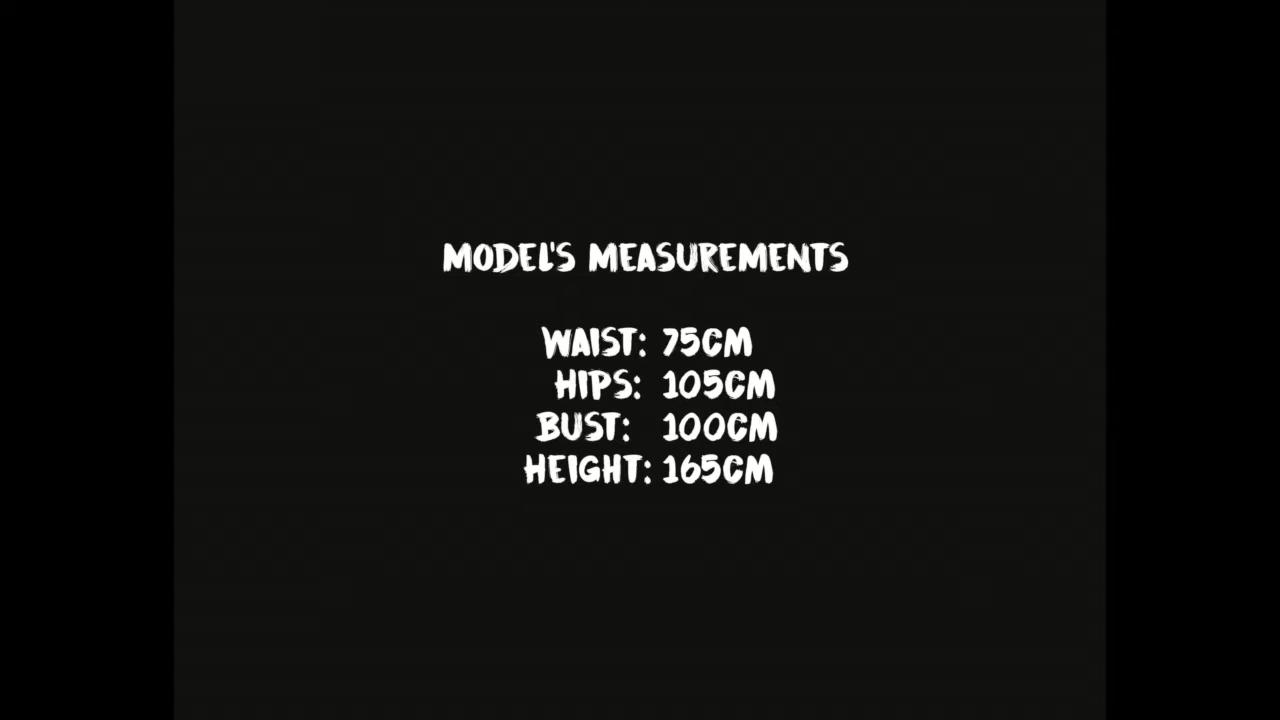 MODEL'S MEASUREMENTS
WAIST: 75CM
HIPS: 105CM
BUST: 100CM
HEIGHT: 165CM